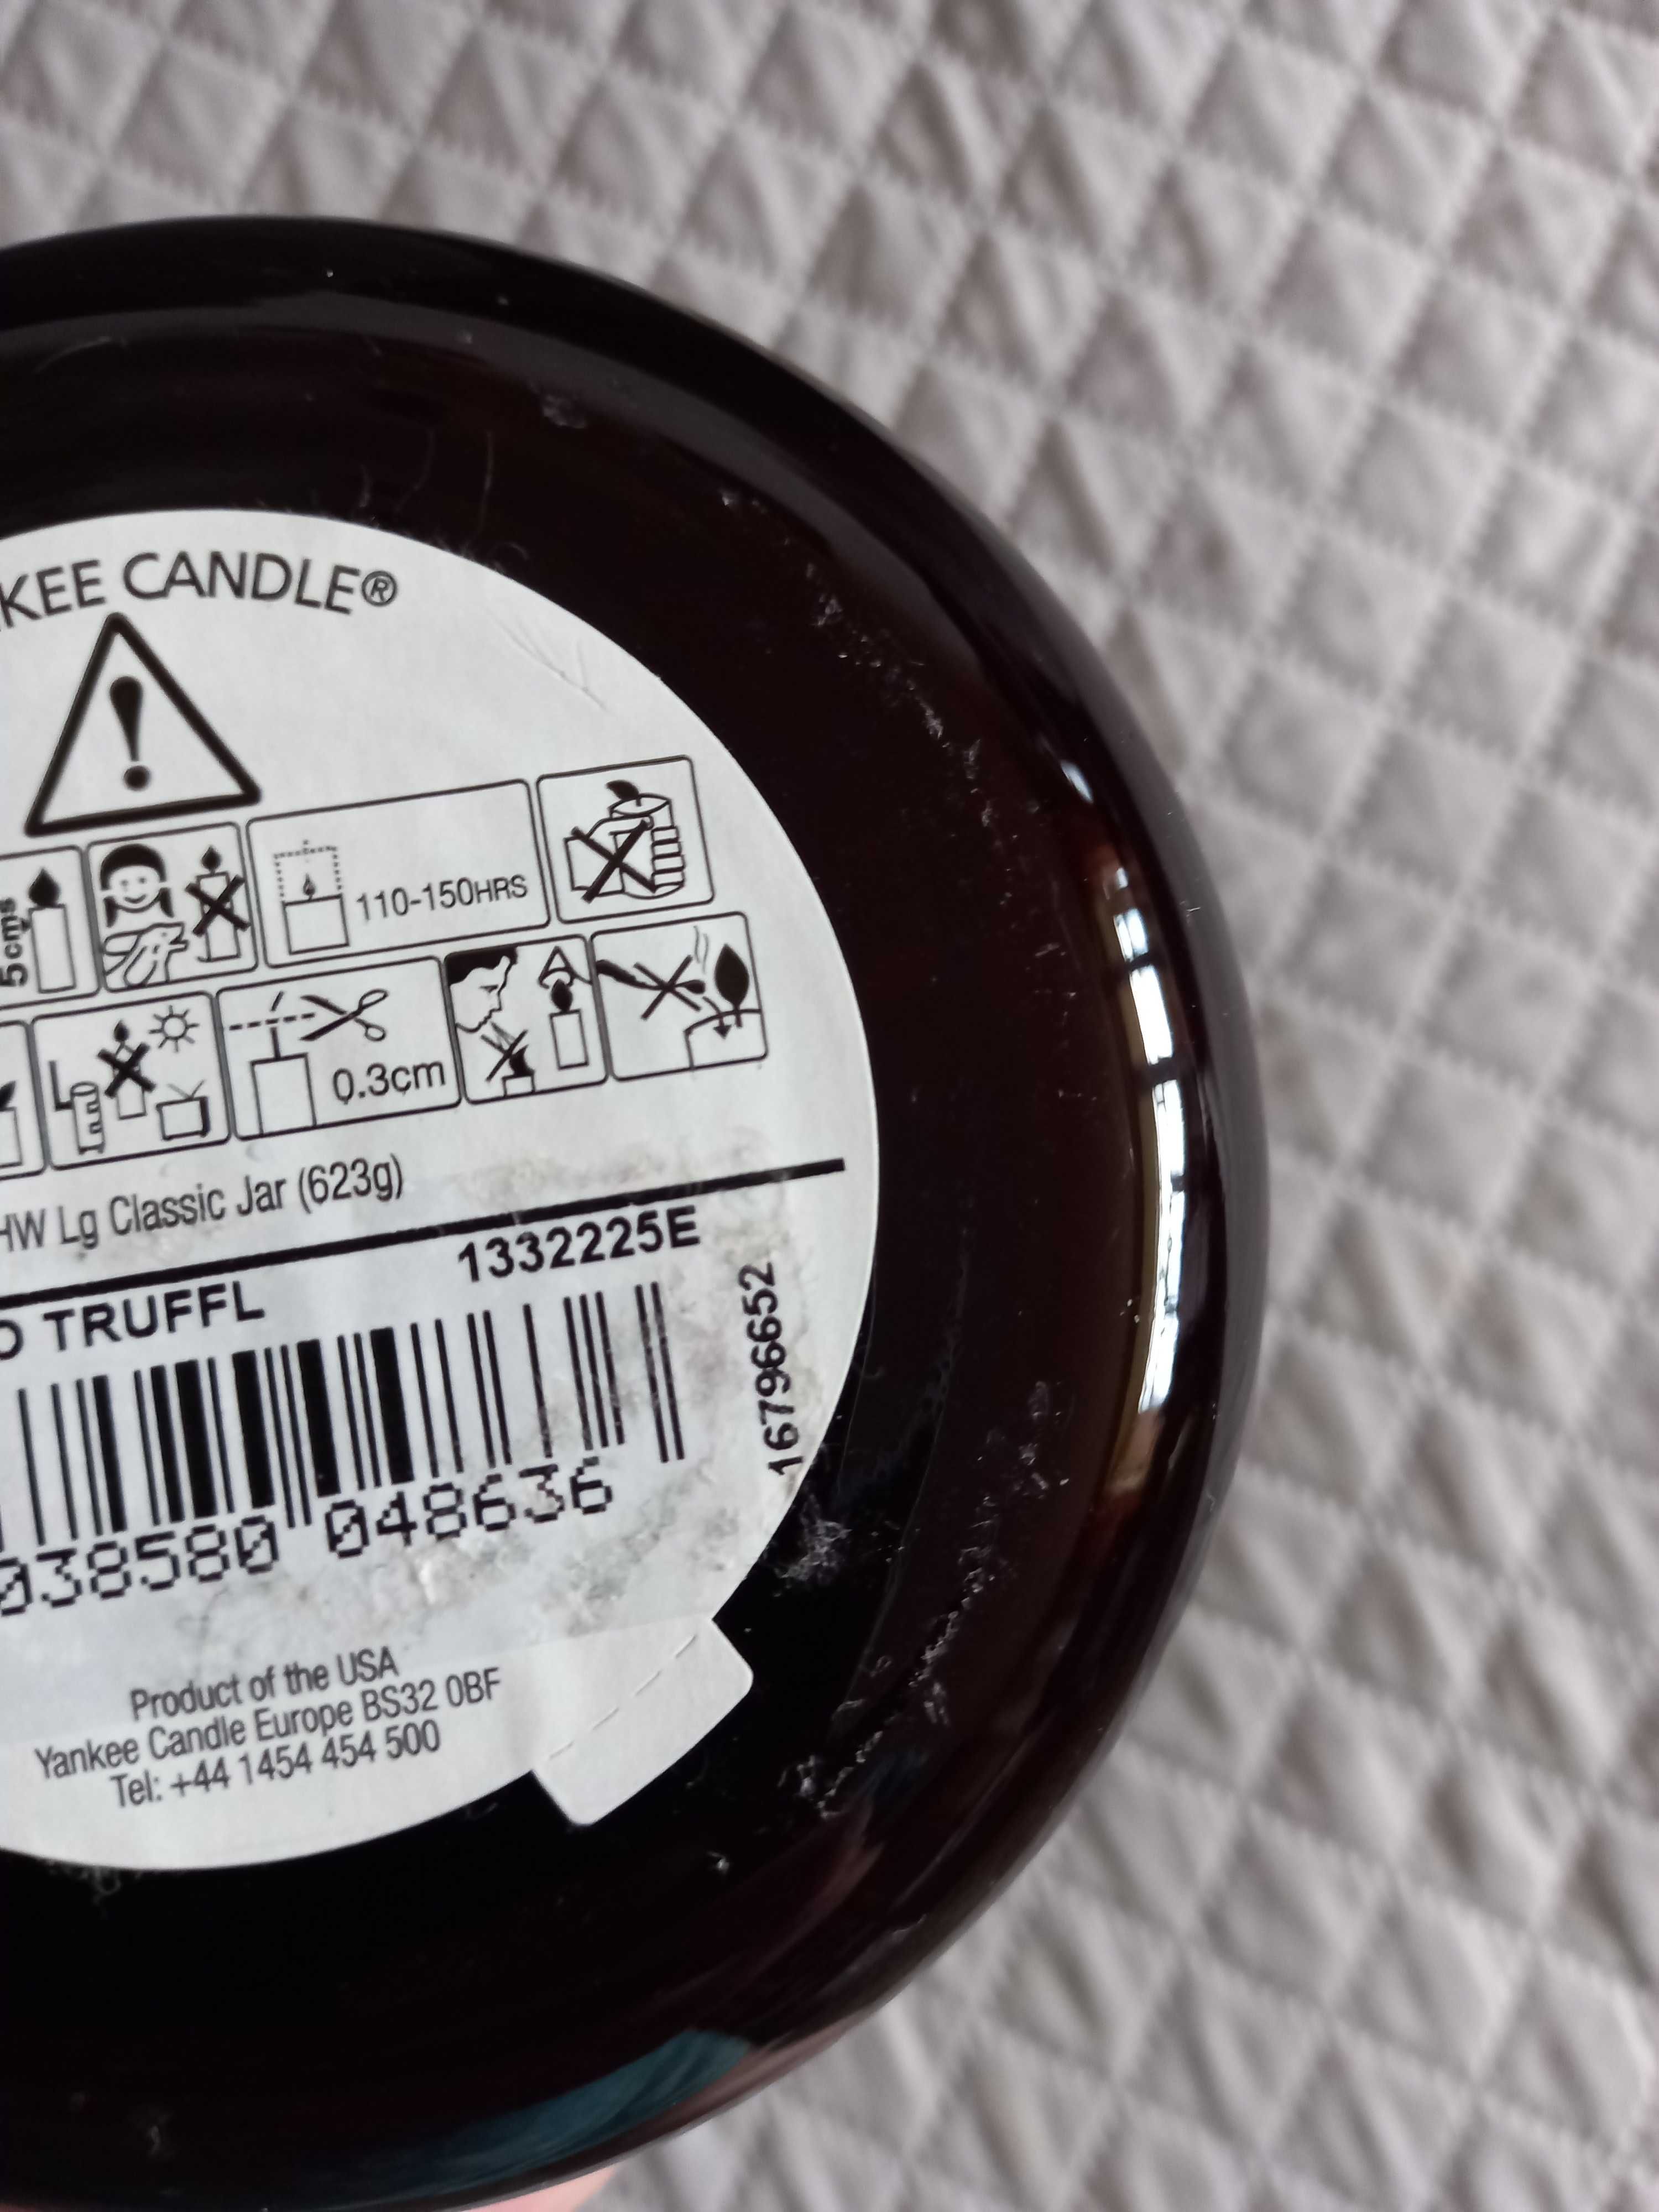 KEE CANDLE®
5cms
110-150HRS
0.3cm
HW Lg Classic Jar (623g)
1332225E
O TRUFFL
16796652
038580 048636
Product of the USA
Yankee Candle Europe BS32 0BF
Tel: +44 1454 454 500